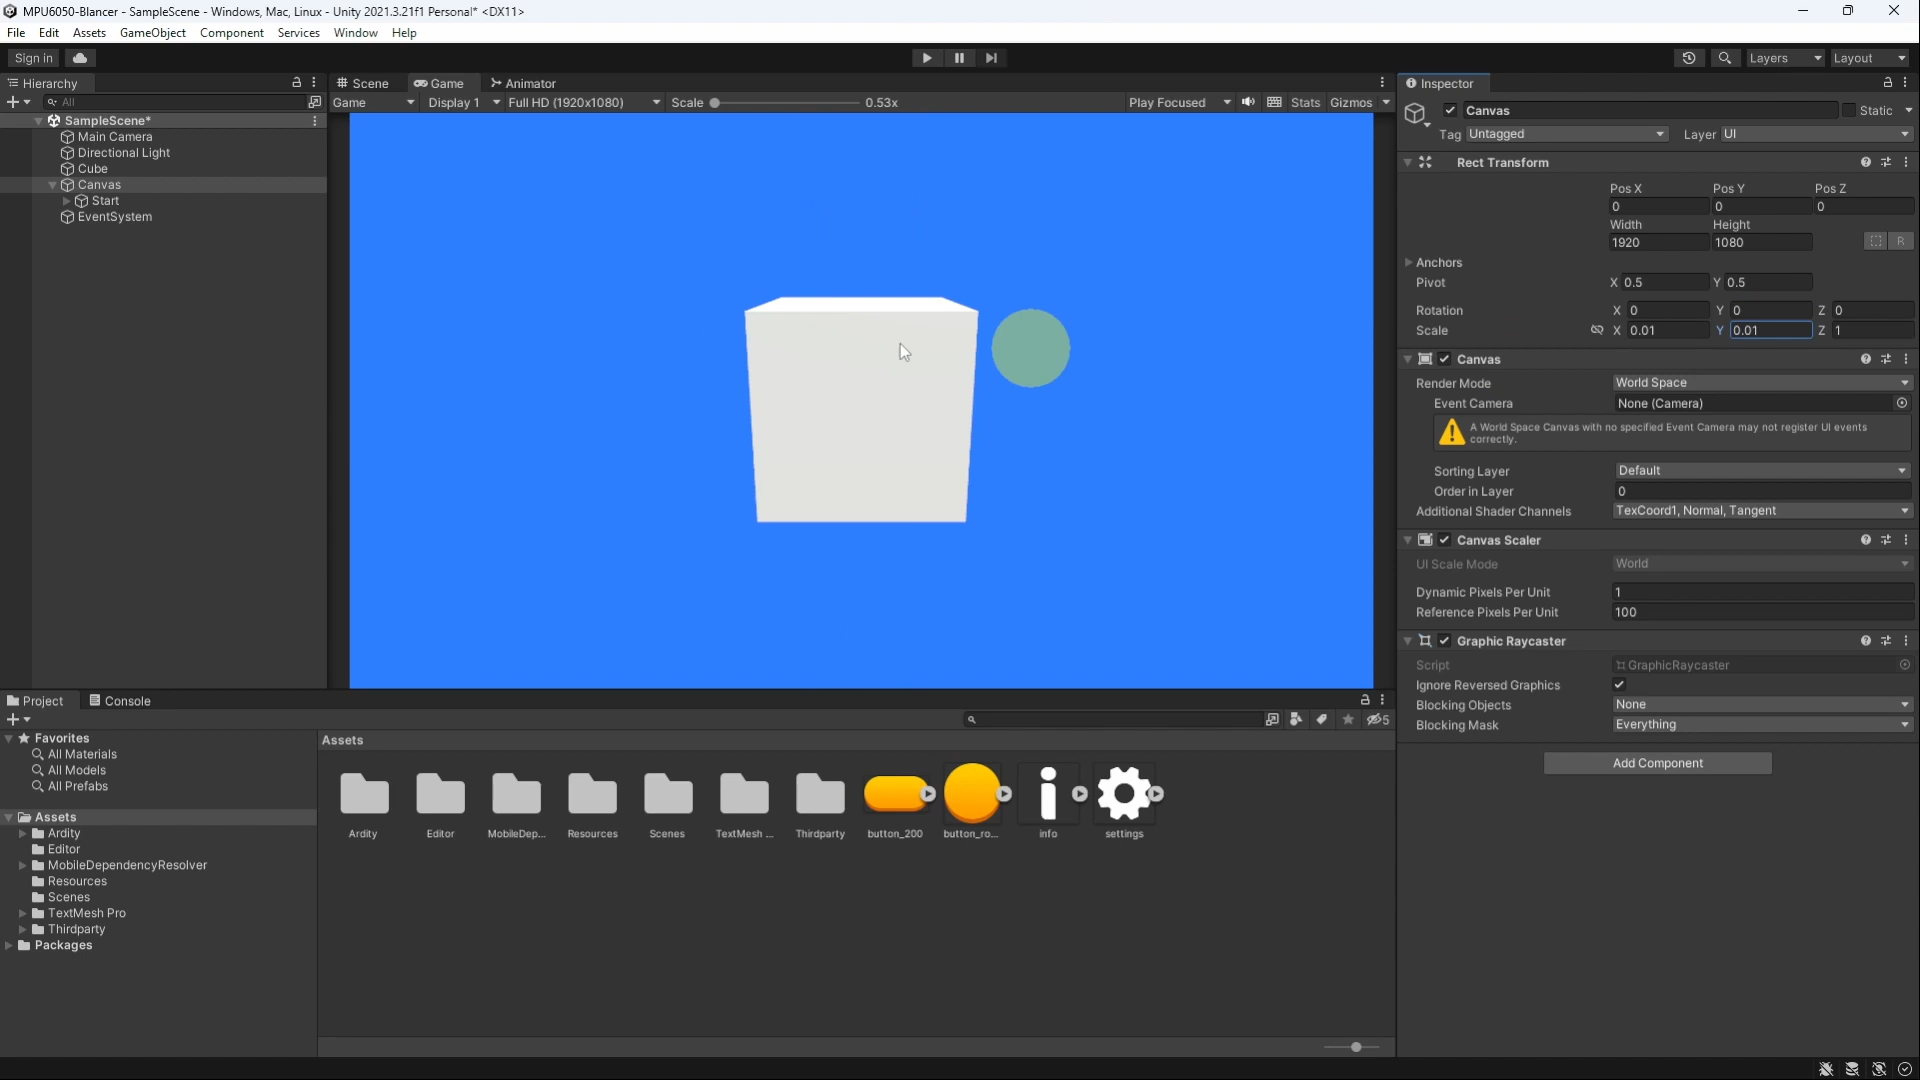 MPU6050-Blancer - SampleScene - Windows, Mac, Linux - Unity 2021.3.21f1 Personal* <DX11>
File Edit Assets GameObject Component Services Window Help
Sign in Layers Layout
Hierarchy Scene Game Animator Inspector
All Game Display 1 Full HD (1920x1080) Scale 0.53x Play Focused Stats Gizmos
Canvas Static
Tag Untagged Layer UI
SampleScene*
Main Camera
Directional Light
Cube
Canvas
Start
EventSystem
Rect Transform
Pos X Pos Y Pos Z
0 0 0
Width Height
1920 1080 R
Anchors
Pivot X 0.5 Y 0.5
Rotation X 0 Y 0 Z 0
Scale X 0.01 Y 0.01 Z 1
Canvas
Render Mode World Space
Event Camera None (Camera)
A World Space Canvas with no specified Event Camera may not register UI events
correctly.
Sorting Layer Default
Order in Layer 0
Additional Shader Channels TexCoord1, Normal, Tangent
Canvas Scaler
UI Scale Mode World
Dynamic Pixels Per Unit 1
Reference Pixels Per Unit 100
Graphic Raycaster
Script GraphicRaycaster
Ignore Reversed Graphics
Blocking Objects None
Blocking Mask Everything
Add Component
Project Console
5
Favorites
All Materials
All Models
All Prefabs
Assets
Ardity
Editor
MobileDependencyResolver
Resources
Scenes
TextMesh Pro
Thirdparty
Packages
Assets
Ardity Editor MobileDep... Resources Scenes TextMesh ... Thirdparty button_200 button_ro... info settings